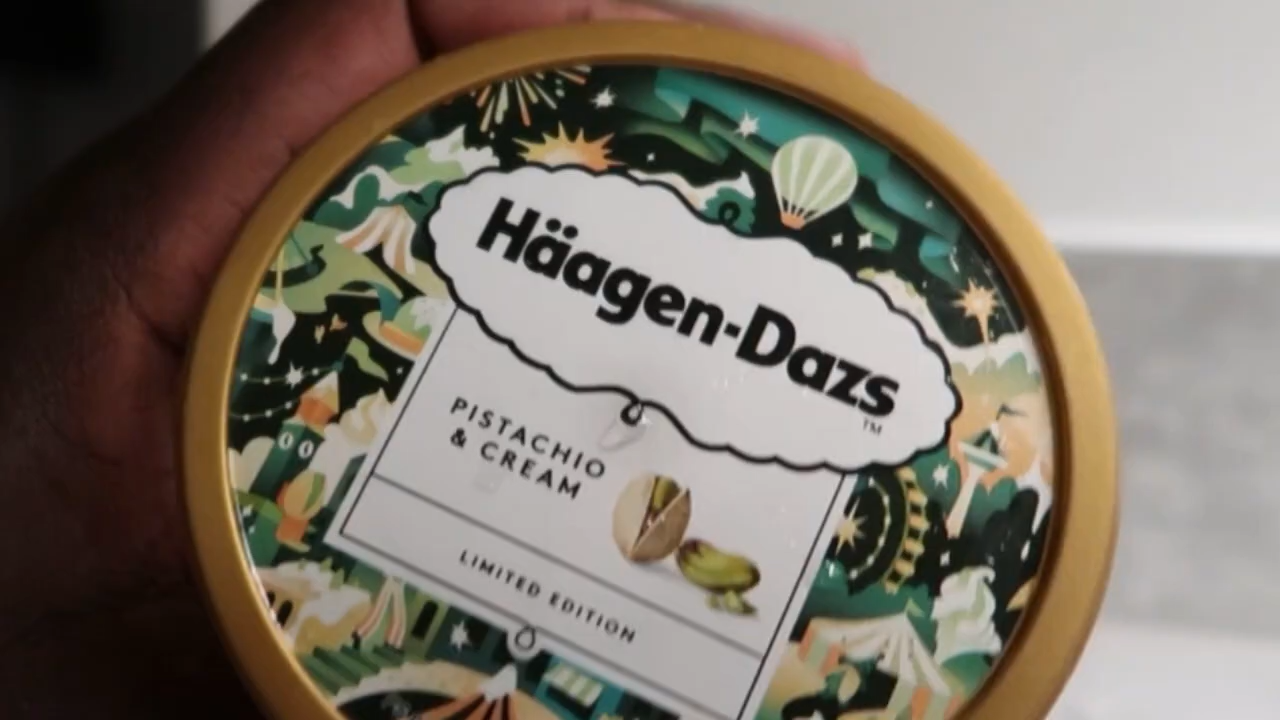 Häagen-Dazs
TM
PISTACHIO
& CREAM
LIMITED EDITION